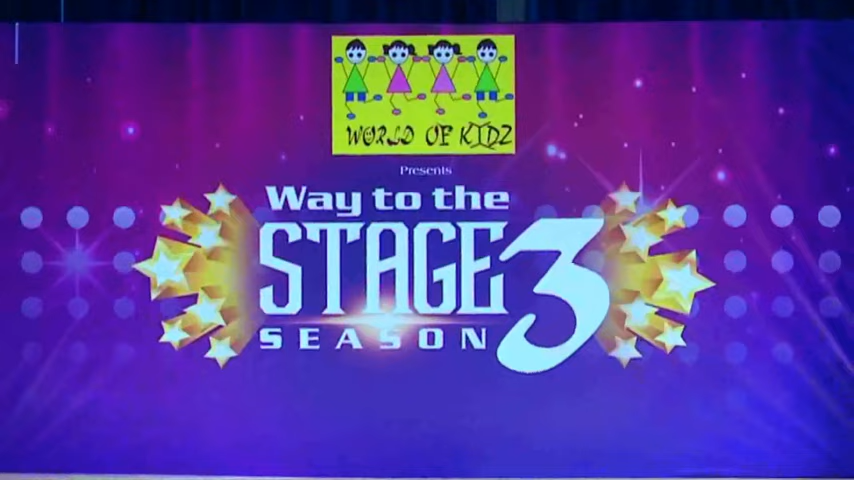 WORLD OF KIDZ
Presents
Way to the
STAGE 3
SEASON